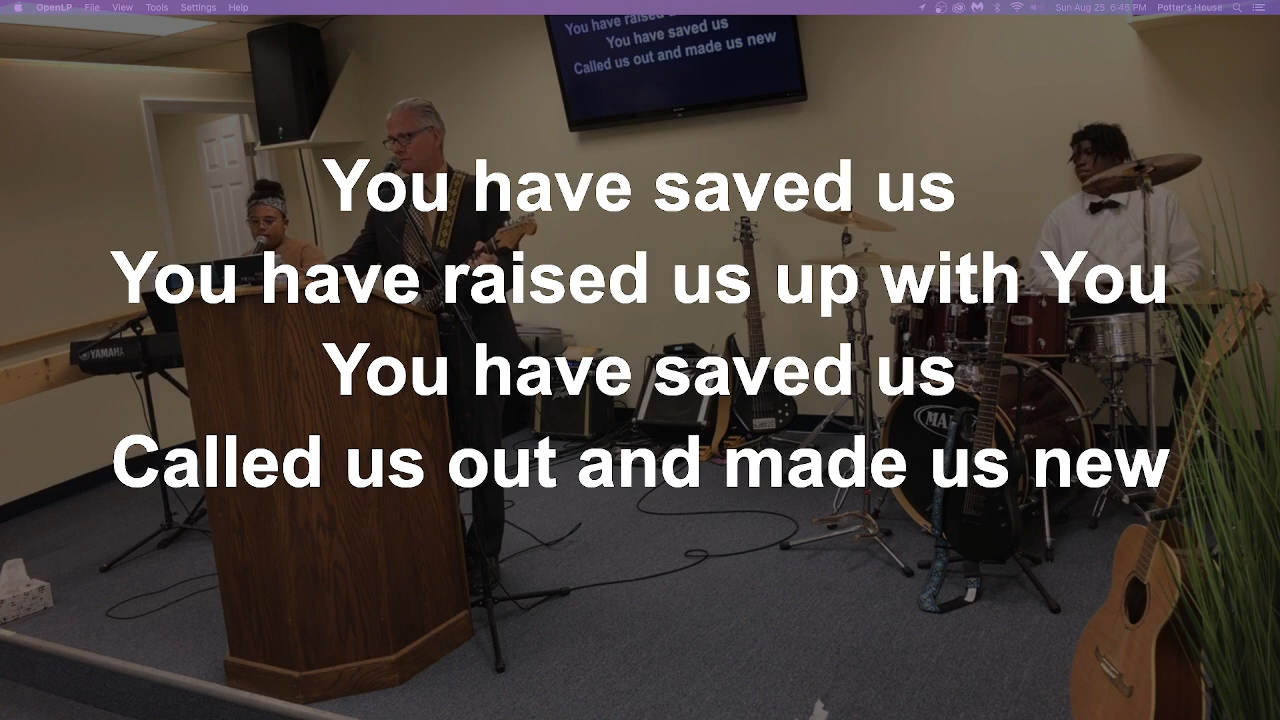 OpenLP File View Tools Settings Help Sun Aug 25 6:45 PM Potter's House
You have raised us
You have saved us
Called us out and made us new
You have saved us
You have raised us up with You
You have saved us
Called us out and made us new
YAMAHA
MA